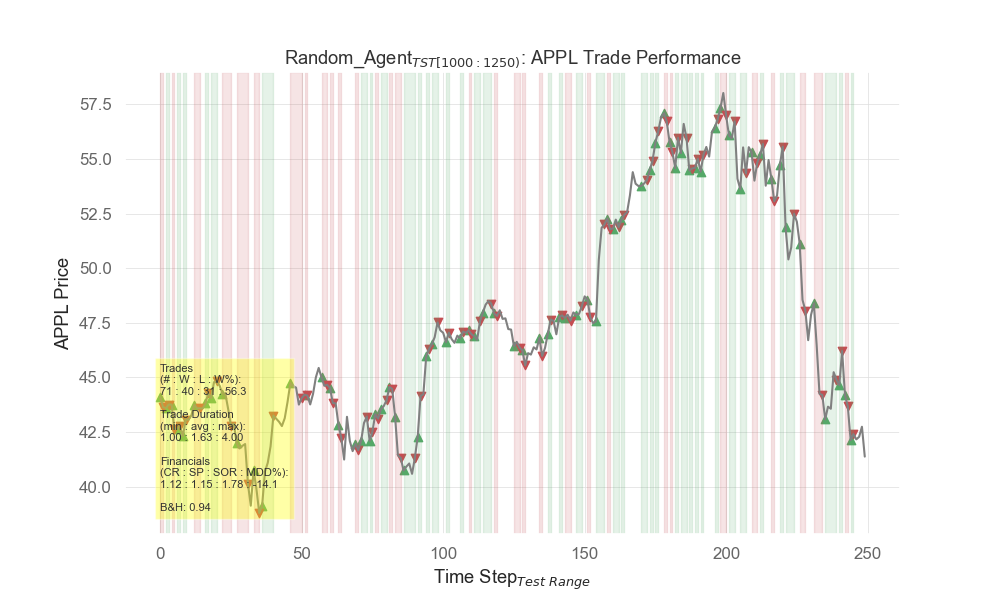 Random_Agent_TST[1000 : 1250): APPL Trade Performance
57.5
55.0
52.5
50.0
47.5
45.0
42.5
40.0
APPL Price
Trades
(# : W : L : W%):
71 : 40 : 31 : 56.3
Trade Duration
(min: avg : max):
1.00 : 1.63 : 4.00
Financials
(CR : SP : SOR : MDD%):
1.12 : 1.15 : 1.78 : -14.1
B&H: 0.94
0 50 100 150 200 250
Time Step Test Range